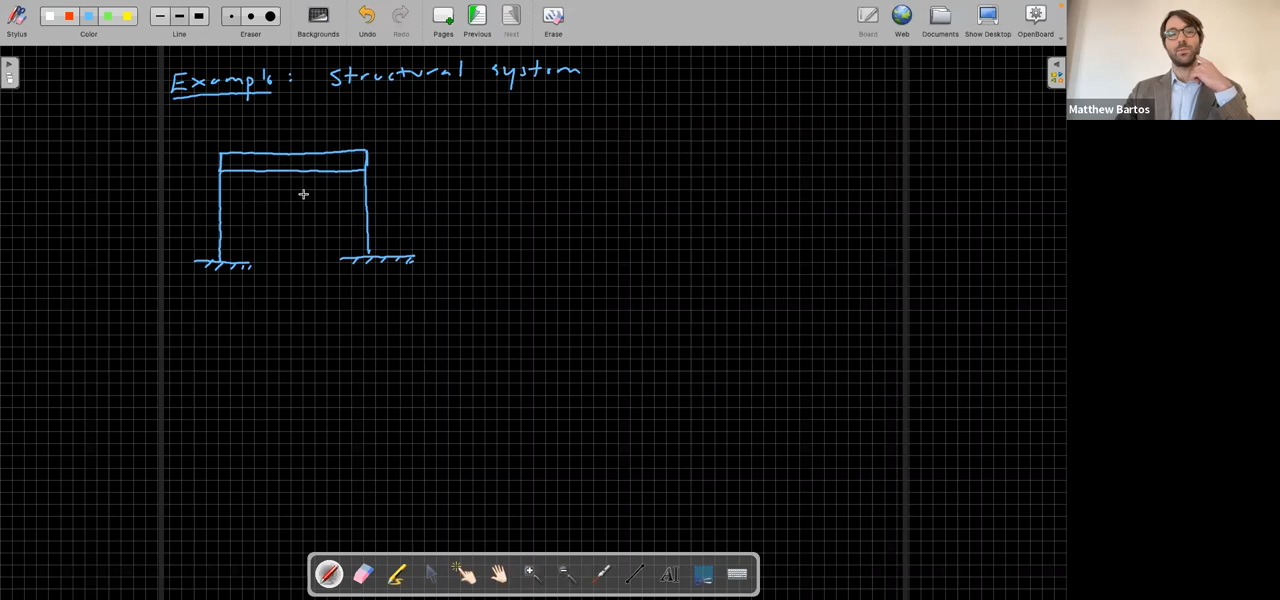 Stylus
Color
Line
Eraser
Backgrounds
Undo
Redo
Pages
Previous
Next
Erase
Board
Web
Documents
Show Desktop
OpenBoard
Example: Structural system
Matthew Bartos
AI